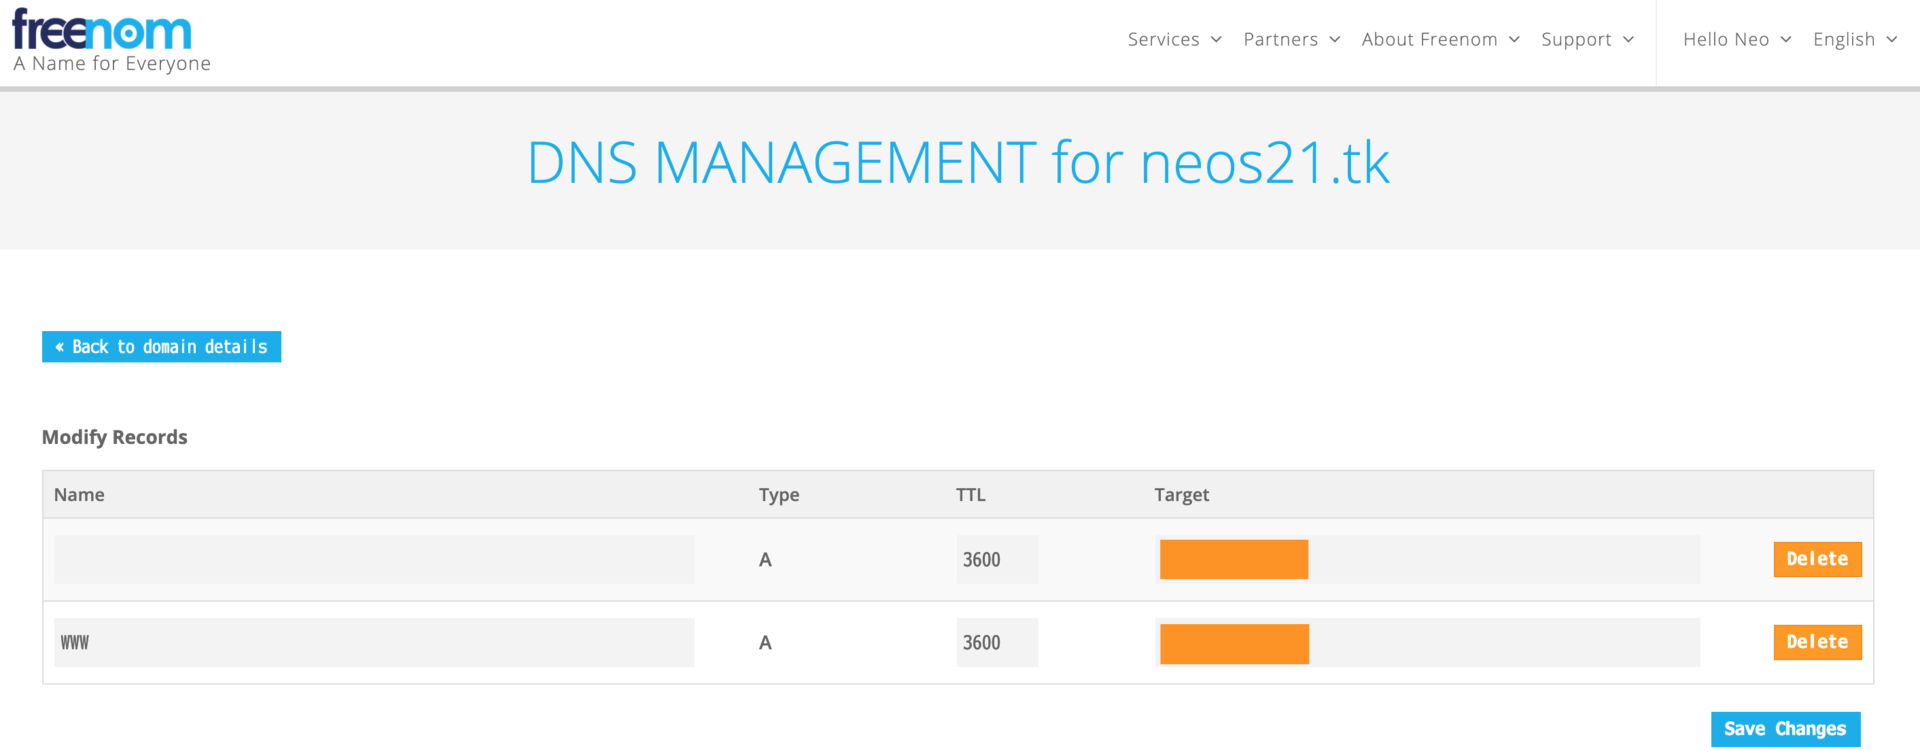 freenom
A Name for Everyone
Services Partners About Freenom Support Hello Neo English
DNS MANAGEMENT for neos21.tk
« Back to domain details
Modify Records
Name Type TTL Target
A 3600 Delete
WWW A 3600 Delete
Save Changes